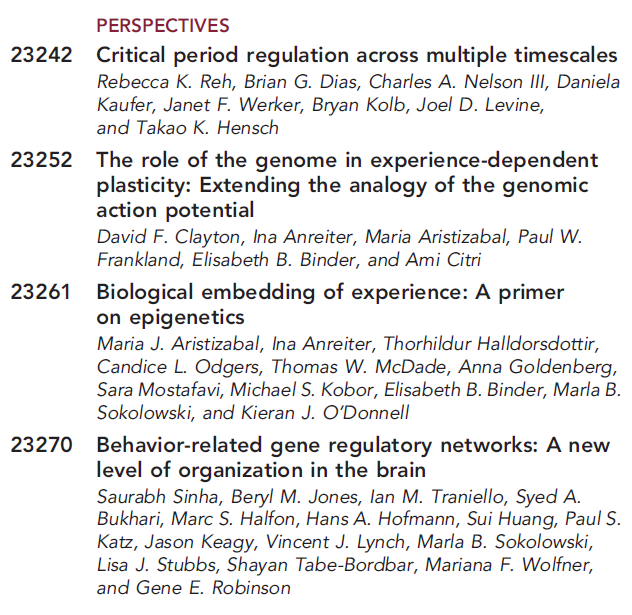 PERSPECTIVES
23242 Critical period regulation across multiple timescales
Rebecca K. Reh, Brian G. Dias, Charles A. Nelson III, Daniela
Kaufer, Janet F. Werker, Bryan Kolb, Joel D. Levine,
and Takao K. Hensch
23252 The role of the genome in experience-dependent
plasticity: Extending the analogy of the genomic
action potential
David F. Clayton, Ina Anreiter, Maria Aristizabal, Paul W.
Frankland, Elisabeth B. Binder, and Ami Citri
23261 Biological embedding of experience: A primer
on epigenetics
Maria J. Aristizabal, Ina Anreiter, Thorhildur Halldorsdottir,
Candice L. Odgers, Thomas W. McDade, Anna Goldenberg,
Sara Mostafavi, Michael S. Kobor, Elisabeth B. Binder, Marla B.
Sokolowski, and Kieran J. O’Donnell
23270 Behavior-related gene regulatory networks: A new
level of organization in the brain
Saurabh Sinha, Beryl M. Jones, Ian M. Traniello, Syed A.
Bukhari, Marc S. Halfon, Hans A. Hofmann, Sui Huang, Paul S.
Katz, Jason Keagy, Vincent J. Lynch, Marla B. Sokolowski,
Lisa J. Stubbs, Shayan Tabe-Bordbar, Mariana F. Wolfner,
and Gene E. Robinson